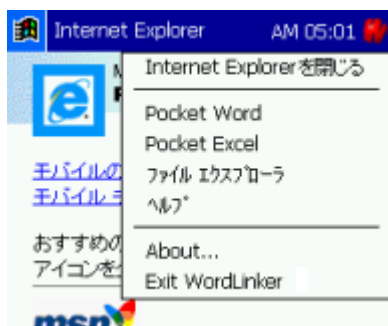 Internet Explorer AM 05:01
Internet Explorerを閉じる
Pocket Word
Pocket Excel
ファイル エクスプローラ
ヘルプ
モバイルの
モバイル
おすすめの
About...
アイコンを
Exit WordLinker
msn